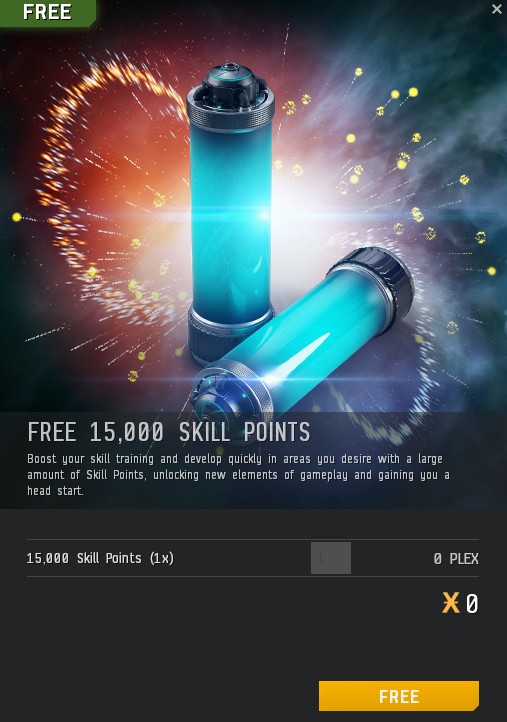 FREE
FREE 15,000 SKILL POINTS
Boost your skill training and develop quickly in areas you desire with a large
amount of Skill Points, unlocking new elements of gameplay and gaining you a
head start.
15,000 Skill Points (1x) 1 0 PLEX
0
FREE